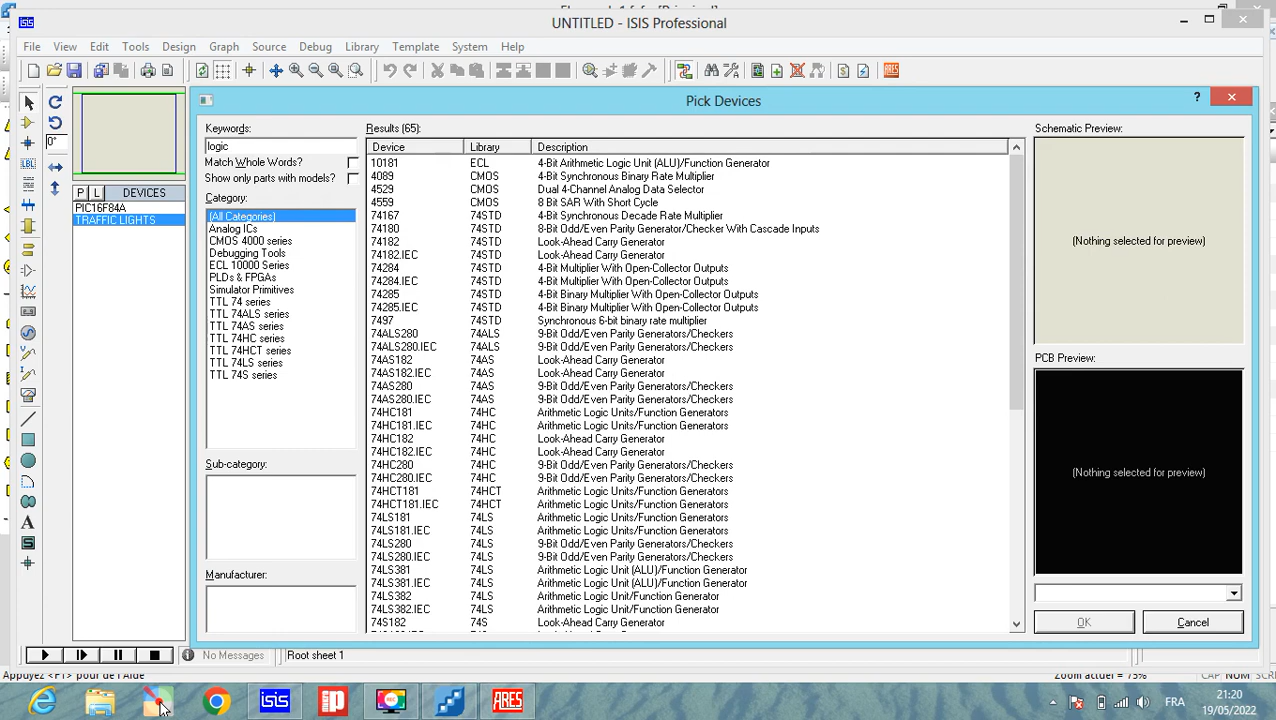 UNTITLED - ISIS Professional
File View Edit Tools Design Graph Source Debug Library Template System Help
Pick Devices
?
Keywords:
logic
Match Whole Words?
Show only parts with models?
Category:
(All Categories)
Analog ICs
CMOS 4000 series
Debugging Tools
ECL 10000 Series
PLDs & FPGAs
Simulator Primitives
TTL 74 series
TTL 74ALS series
TTL 74AS series
TTL 74HC series
TTL 74HCT series
TTL 74LS series
TTL 74S series
Sub-category:
Manufacturer:
0°
LBL
A
P L DEVICES
PIC16F84A
TRAFFIC LIGHTS
Results (65):
Device Library Description
10181 ECL 4-Bit Arithmetic Logic Unit (ALU)/Function Generator
4089 CMOS 4-Bit Synchronous Binary Rate Multiplier
4529 CMOS Dual 4-Channel Analog Data Selector
4559 CMOS 8 Bit SAR With Short Cycle
74167 74STD 4-Bit Synchronous Decade Rate Multiplier
74180 74STD 8-Bit Odd/Even Parity Generator/Checker With Cascade Inputs
74182 74STD Look-Ahead Carry Generator
74182.IEC 74STD Look-Ahead Carry Generator
74284 74STD 4-Bit Multiplier With Open-Collector Outputs
74284.IEC 74STD 4-Bit Multiplier With Open-Collector Outputs
74285 74STD 4-Bit Binary Multiplier With Open-Collector Outputs
74285.IEC 74STD 4-Bit Binary Multiplier With Open-Collector Outputs
7497 74STD Synchronous 6-bit binary rate multiplier
74ALS280 74ALS 9-Bit Odd/Even Parity Generators/Checkers
74ALS280.IEC 74ALS 9-Bit Odd/Even Parity Generators/Checkers
74AS182 74AS Look-Ahead Carry Generator
74AS182.IEC 74AS Look-Ahead Carry Generator
74AS280 74AS 9-Bit Odd/Even Parity Generators/Checkers
74AS280.IEC 74AS 9-Bit Odd/Even Parity Generators/Checkers
74HC181 74HC Arithmetic Logic Units/Function Generators
74HC181.IEC 74HC Arithmetic Logic Units/Function Generators
74HC182 74HC Look-Ahead Carry Generator
74HC182.IEC 74HC Look-Ahead Carry Generator
74HC280 74HC 9-Bit Odd/Even Parity Generators/Checkers
74HC280.IEC 74HC 9-Bit Odd/Even Parity Generators/Checkers
74HCT181 74HCT Arithmetic Logic Units/Function Generators
74HCT181.IEC 74HCT Arithmetic Logic Units/Function Generators
74LS181 74LS Arithmetic Logic Units/Function Generators
74LS181.IEC 74LS Arithmetic Logic Units/Function Generators
74LS280 74LS 9-Bit Odd/Even Parity Generators/Checkers
74LS280.IEC 74LS 9-Bit Odd/Even Parity Generators/Checkers
74LS381 74LS Arithmetic Logic Unit (ALU)/Function Generator
74LS381.IEC 74LS Arithmetic Logic Unit (ALU)/Function Generator
74LS382 74LS Arithmetic Logic Unit/Function Generator
74LS382.IEC 74LS Arithmetic Logic Unit/Function Generator
74S182 74S Look-Ahead Carry Generator
Schematic Preview:
(Nothing selected for preview)
PCB Preview:
(Nothing selected for preview)
OK Cancel
No Messages Root sheet 1
Appuyez <F1> pour de l'Aide
Zoom actuel = 75% CAP NUM SCR
isis
ARES
FRA
21:20
19/05/2022